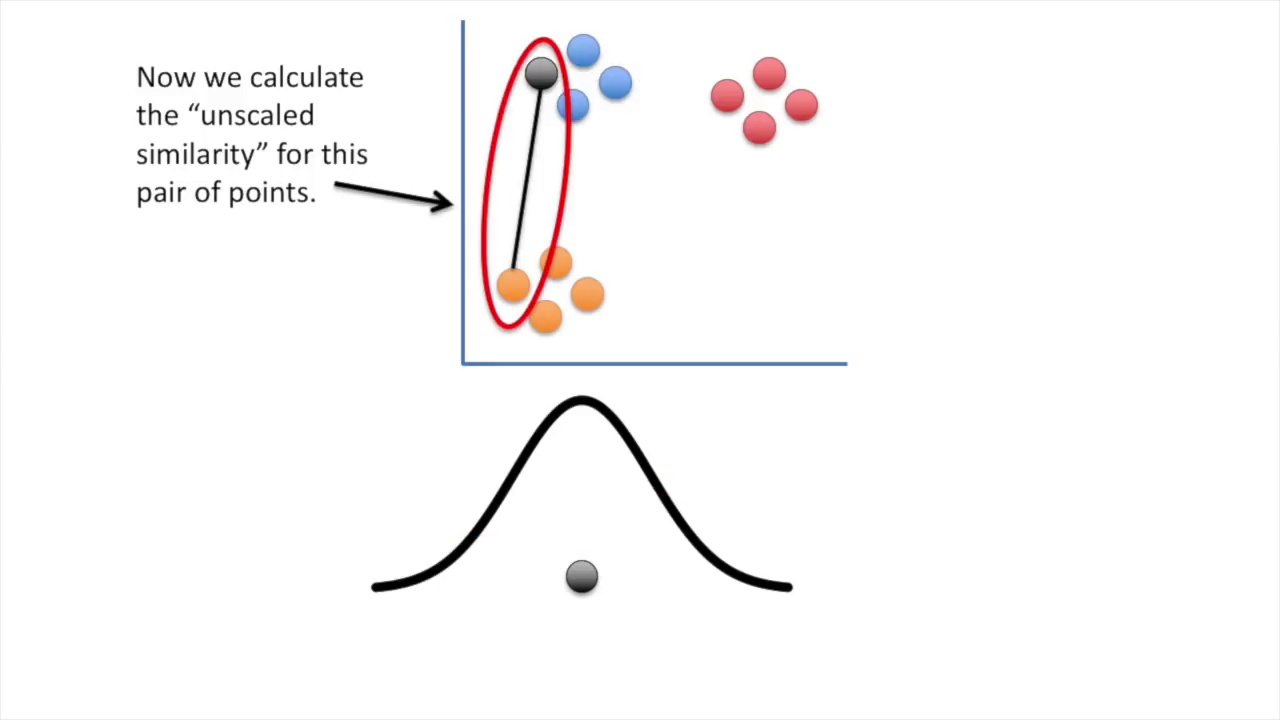 Now we calculate
the “unscaled
similarity” for this
pair of points.